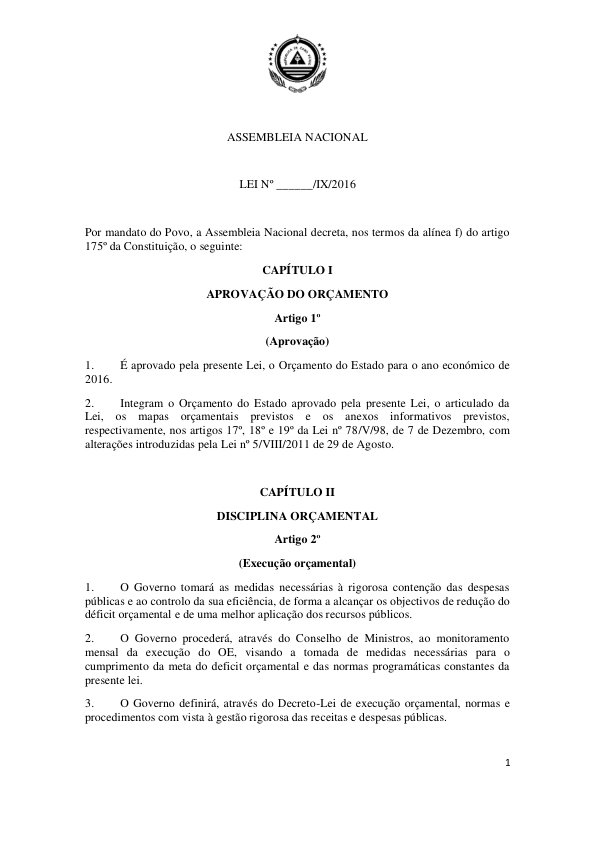 ASSEMBLEIA NACIONAL
LEI Nº ______/IX/2016
Por mandato do Povo, a Assembleia Nacional decreta, nos termos da alínea f) do artigo
175º da Constituição, o seguinte:
CAPÍTULO I
APROVAÇÃO DO ORÇAMENTO
Artigo 1º
(Aprovação)
1. É aprovado pela presente Lei, o Orçamento do Estado para o ano económico de
2016.
2. Integram o Orçamento do Estado aprovado pela presente Lei, o articulado da
Lei, os mapas orçamentais previstos e os anexos informativos previstos,
respectivamente, nos artigos 17º, 18º e 19º da Lei nº 78/V/98, de 7 de Dezembro, com
alterações introduzidas pela Lei nº 5/VIII/2011 de 29 de Agosto.
CAPÍTULO II
DISCIPLINA ORÇAMENTAL
Artigo 2º
(Execução orçamental)
1. O Governo tomará as medidas necessárias à rigorosa contenção das despesas
públicas e ao controlo da sua eficiência, de forma a alcançar os objectivos de redução do
déficit orçamental e de uma melhor aplicação dos recursos públicos.
2. O Governo procederá, através do Conselho de Ministros, ao monitoramento
mensal da execução do OE, visando a tomada de medidas necessárias para o
cumprimento da meta do deficit orçamental e das normas programáticas constantes da
presente lei.
3. O Governo definirá, através do Decreto-Lei de execução orçamental, normas e
procedimentos com vista à gestão rigorosa das receitas e despesas públicas.
1